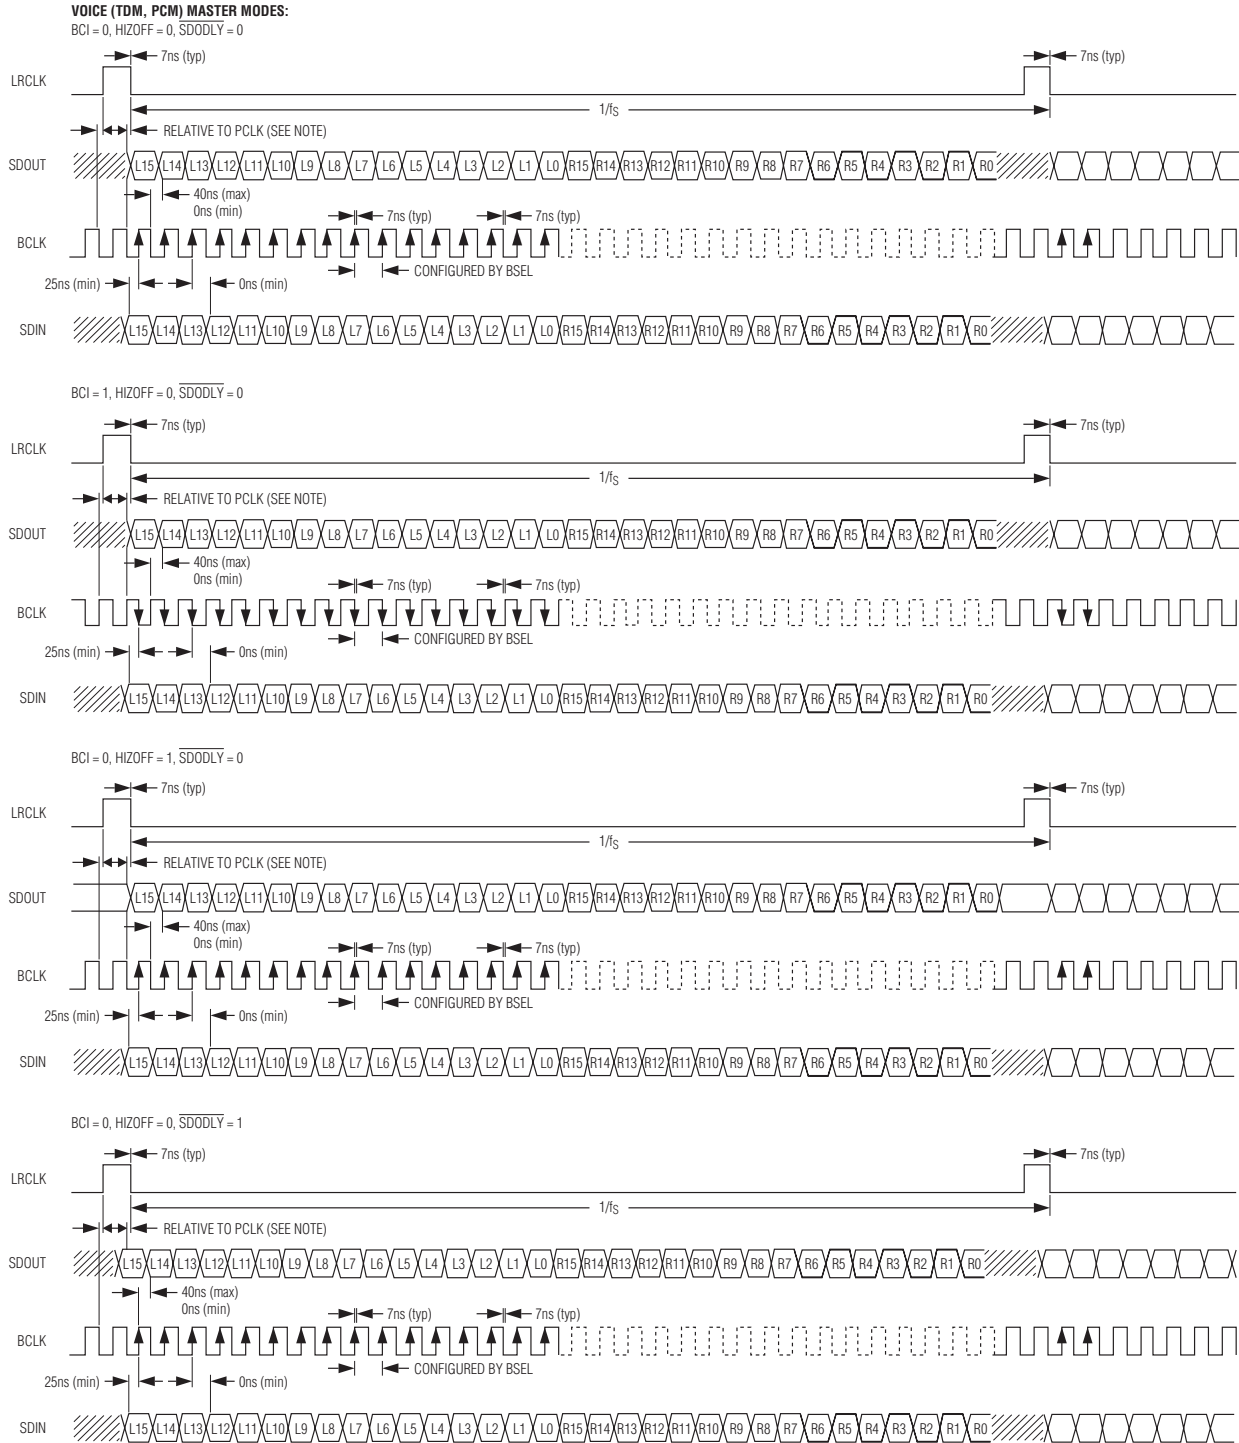 VOICE (TDM, PCM) MASTER MODES:
BCI = 0, HIZOFF = 0, SDODLY = 0
7ns (typ) 7ns (typ)
LRCLK
1/fS
RELATIVE TO PCLK (SEE NOTE)
SDOUT L15 L14 L13 L12 L11 L10 L9 L8 L7 L6 L5 L4 L3 L2 L1 L0 R15 R14 R13 R12 R11 R10 R9 R8 R7 R6 R5 R4 R3 R2 R1 R0
40ns (max)
0ns (min)
7ns (typ) 7ns (typ)
BCLK
CONFIGURED BY BSEL
25ns (min) 0ns (min)
SDIN L15 L14 L13 L12 L11 L10 L9 L8 L7 L6 L5 L4 L3 L2 L1 L0 R15 R14 R13 R12 R11 R10 R9 R8 R7 R6 R5 R4 R3 R2 R1 R0
BCI = 1, HIZOFF = 0, SDODLY = 0
7ns (typ) 7ns (typ)
LRCLK
1/fS
RELATIVE TO PCLK (SEE NOTE)
SDOUT L15 L14 L13 L12 L11 L10 L9 L8 L7 L6 L5 L4 L3 L2 L1 L0 R15 R14 R13 R12 R11 R10 R9 R8 R7 R6 R5 R4 R3 R2 R1 R0
40ns (max)
0ns (min)
7ns (typ) 7ns (typ)
BCLK
CONFIGURED BY BSEL
25ns (min) 0ns (min)
SDIN L15 L14 L13 L12 L11 L10 L9 L8 L7 L6 L5 L4 L3 L2 L1 L0 R15 R14 R13 R12 R11 R10 R9 R8 R7 R6 R5 R4 R3 R2 R1 R0
BCI = 0, HIZOFF = 1, SDODLY = 0
7ns (typ) 7ns (typ)
LRCLK
1/fS
RELATIVE TO PCLK (SEE NOTE)
SDOUT L15 L14 L13 L12 L11 L10 L9 L8 L7 L6 L5 L4 L3 L2 L1 L0 R15 R14 R13 R12 R11 R10 R9 R8 R7 R6 R5 R4 R3 R2 R1 R0
40ns (max)
0ns (min)
7ns (typ) 7ns (typ)
BCLK
CONFIGURED BY BSEL
25ns (min) 0ns (min)
SDIN L15 L14 L13 L12 L11 L10 L9 L8 L7 L6 L5 L4 L3 L2 L1 L0 R15 R14 R13 R12 R11 R10 R9 R8 R7 R6 R5 R4 R3 R2 R1 R0
BCI = 0, HIZOFF = 0, SDODLY = 1
7ns (typ) 7ns (typ)
LRCLK
1/fS
RELATIVE TO PCLK (SEE NOTE)
SDOUT L15 L14 L13 L12 L11 L10 L9 L8 L7 L6 L5 L4 L3 L2 L1 L0 R15 R14 R13 R12 R11 R10 R9 R8 R7 R6 R5 R4 R3 R2 R1 R0
40ns (max)
0ns (min)
7ns (typ) 7ns (typ)
BCLK
CONFIGURED BY BSEL
25ns (min) 0ns (min)
SDIN L15 L14 L13 L12 L11 L10 L9 L8 L7 L6 L5 L4 L3 L2 L1 L0 R15 R14 R13 R12 R11 R10 R9 R8 R7 R6 R5 R4 R3 R2 R1 R0